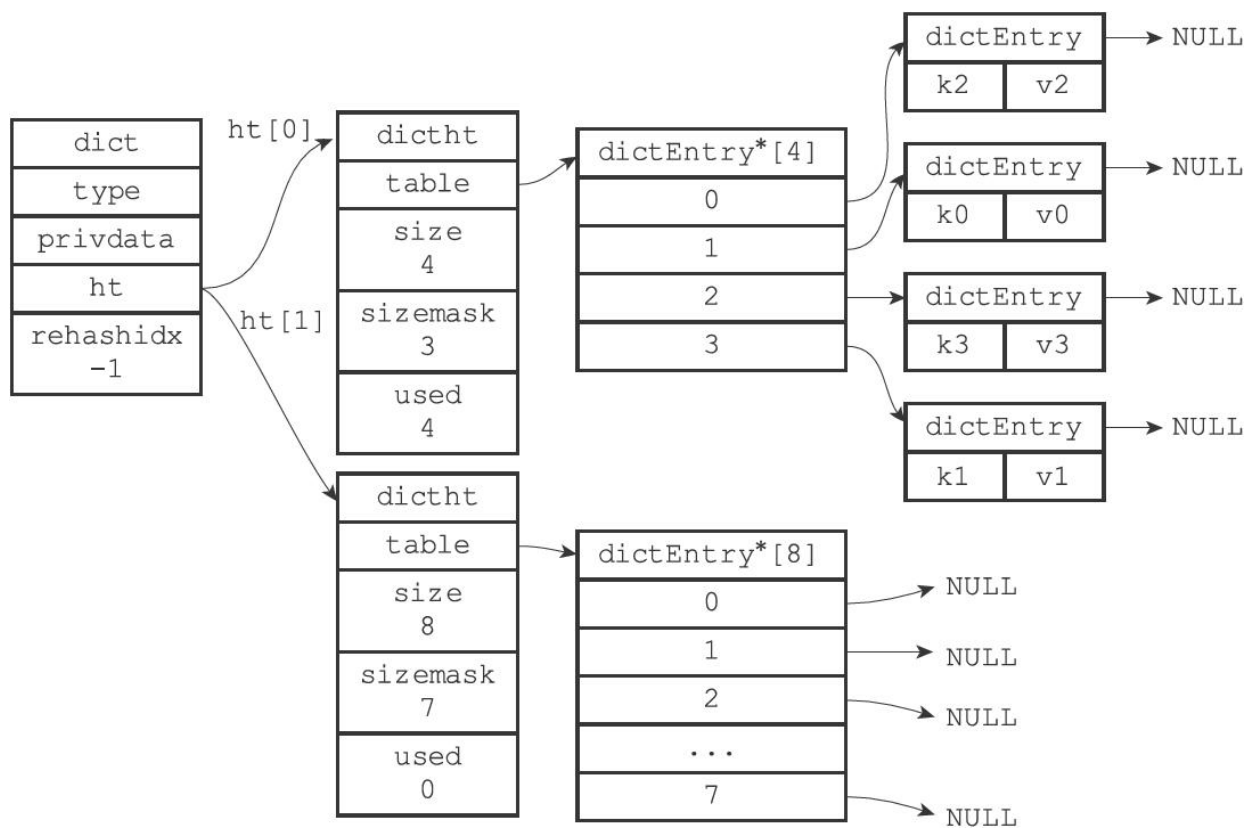 dict
type
privdata
ht
rehashidx
-1
ht[0]
ht[1]
dictht
table
size
4
sizemask
3
used
4
dictEntry*[4]
0
1
2
3
dictEntry
k2 v2
NULL
dictEntry
k0 v0
NULL
dictEntry
k3 v3
NULL
dictEntry
k1 v1
NULL
dictht
table
size
8
sizemask
7
used
0
dictEntry*[8]
0
1
2
...
7
NULL
NULL
NULL
NULL